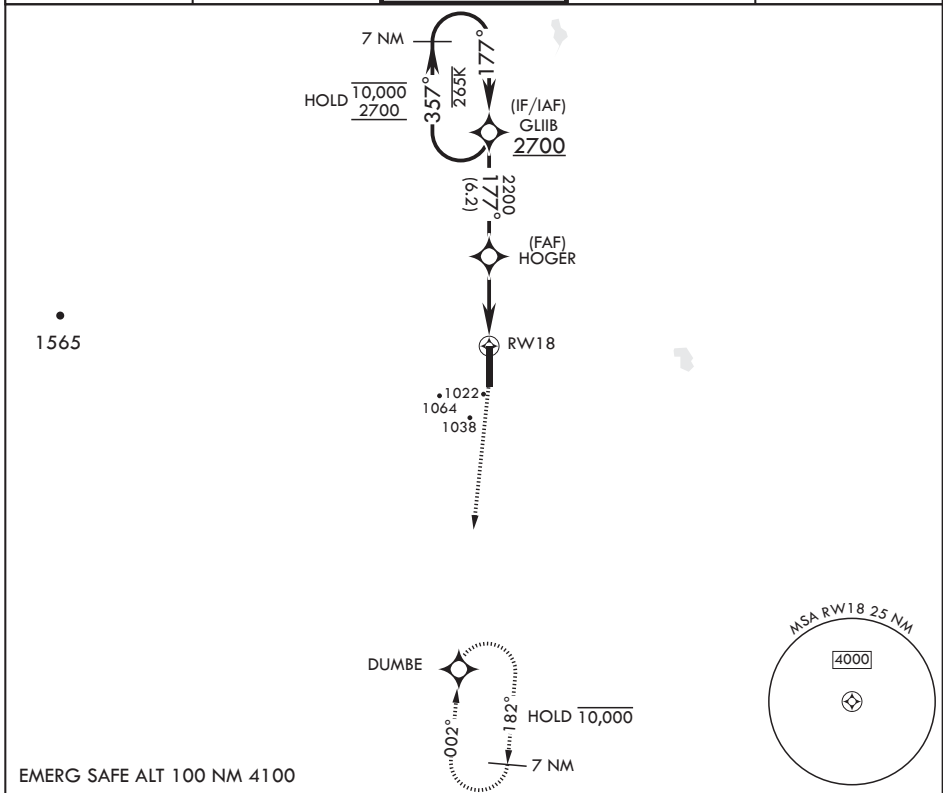 7 NM
177°
HOLD 10,000
2700
357°
265K
(IF/IAF)
GLIIB
2700
2200
177°
(6.2)
(FAF)
HOGER
1565
RW18
1022
1064
1038
MSA RW18 25 NM
4000
DUMBE
HOLD 10,000
002°
182°
7 NM
EMERG SAFE ALT 100 NM 4100